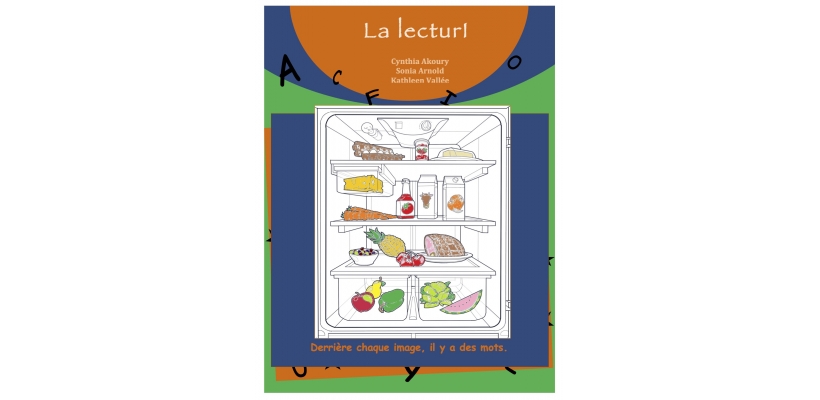 La lecturI
Cynthia Akoury
Sonia Arnold
Kathleen Vallée
A
C
F
I
O
Derrière chaque image, il y a des mots.
y